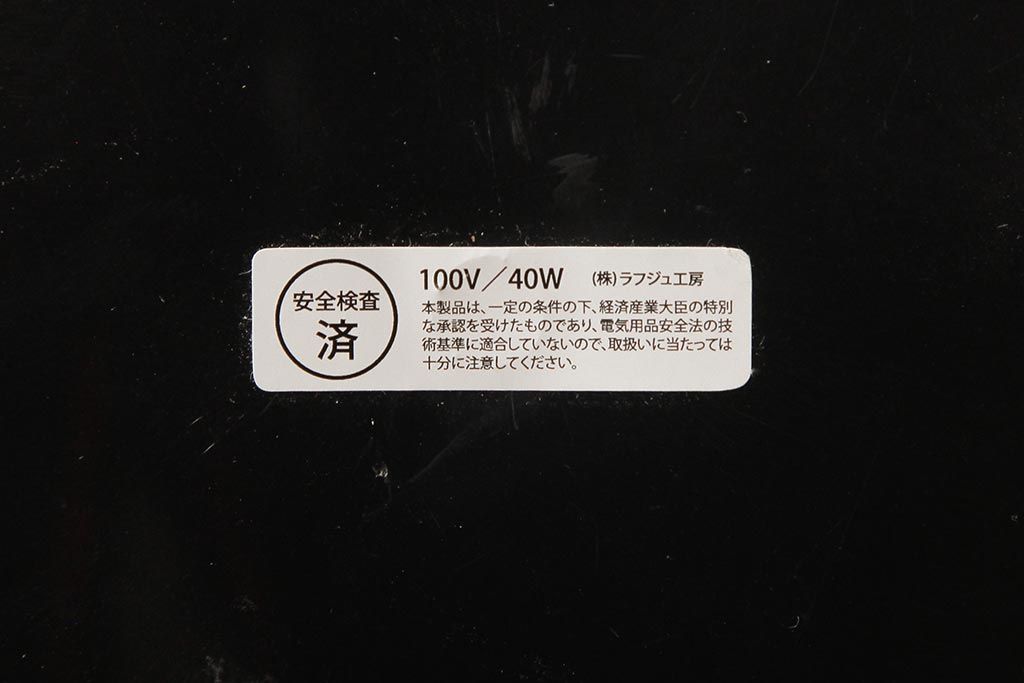 安全検査
済
100V／40W （株）ラフジュ工房
本製品は、一定の条件の下、経済産業大臣の特別
な承認を受けたものであり、電気用品安全法の技
術基準に適合していないので、取扱いに当たっては
十分に注意してください。